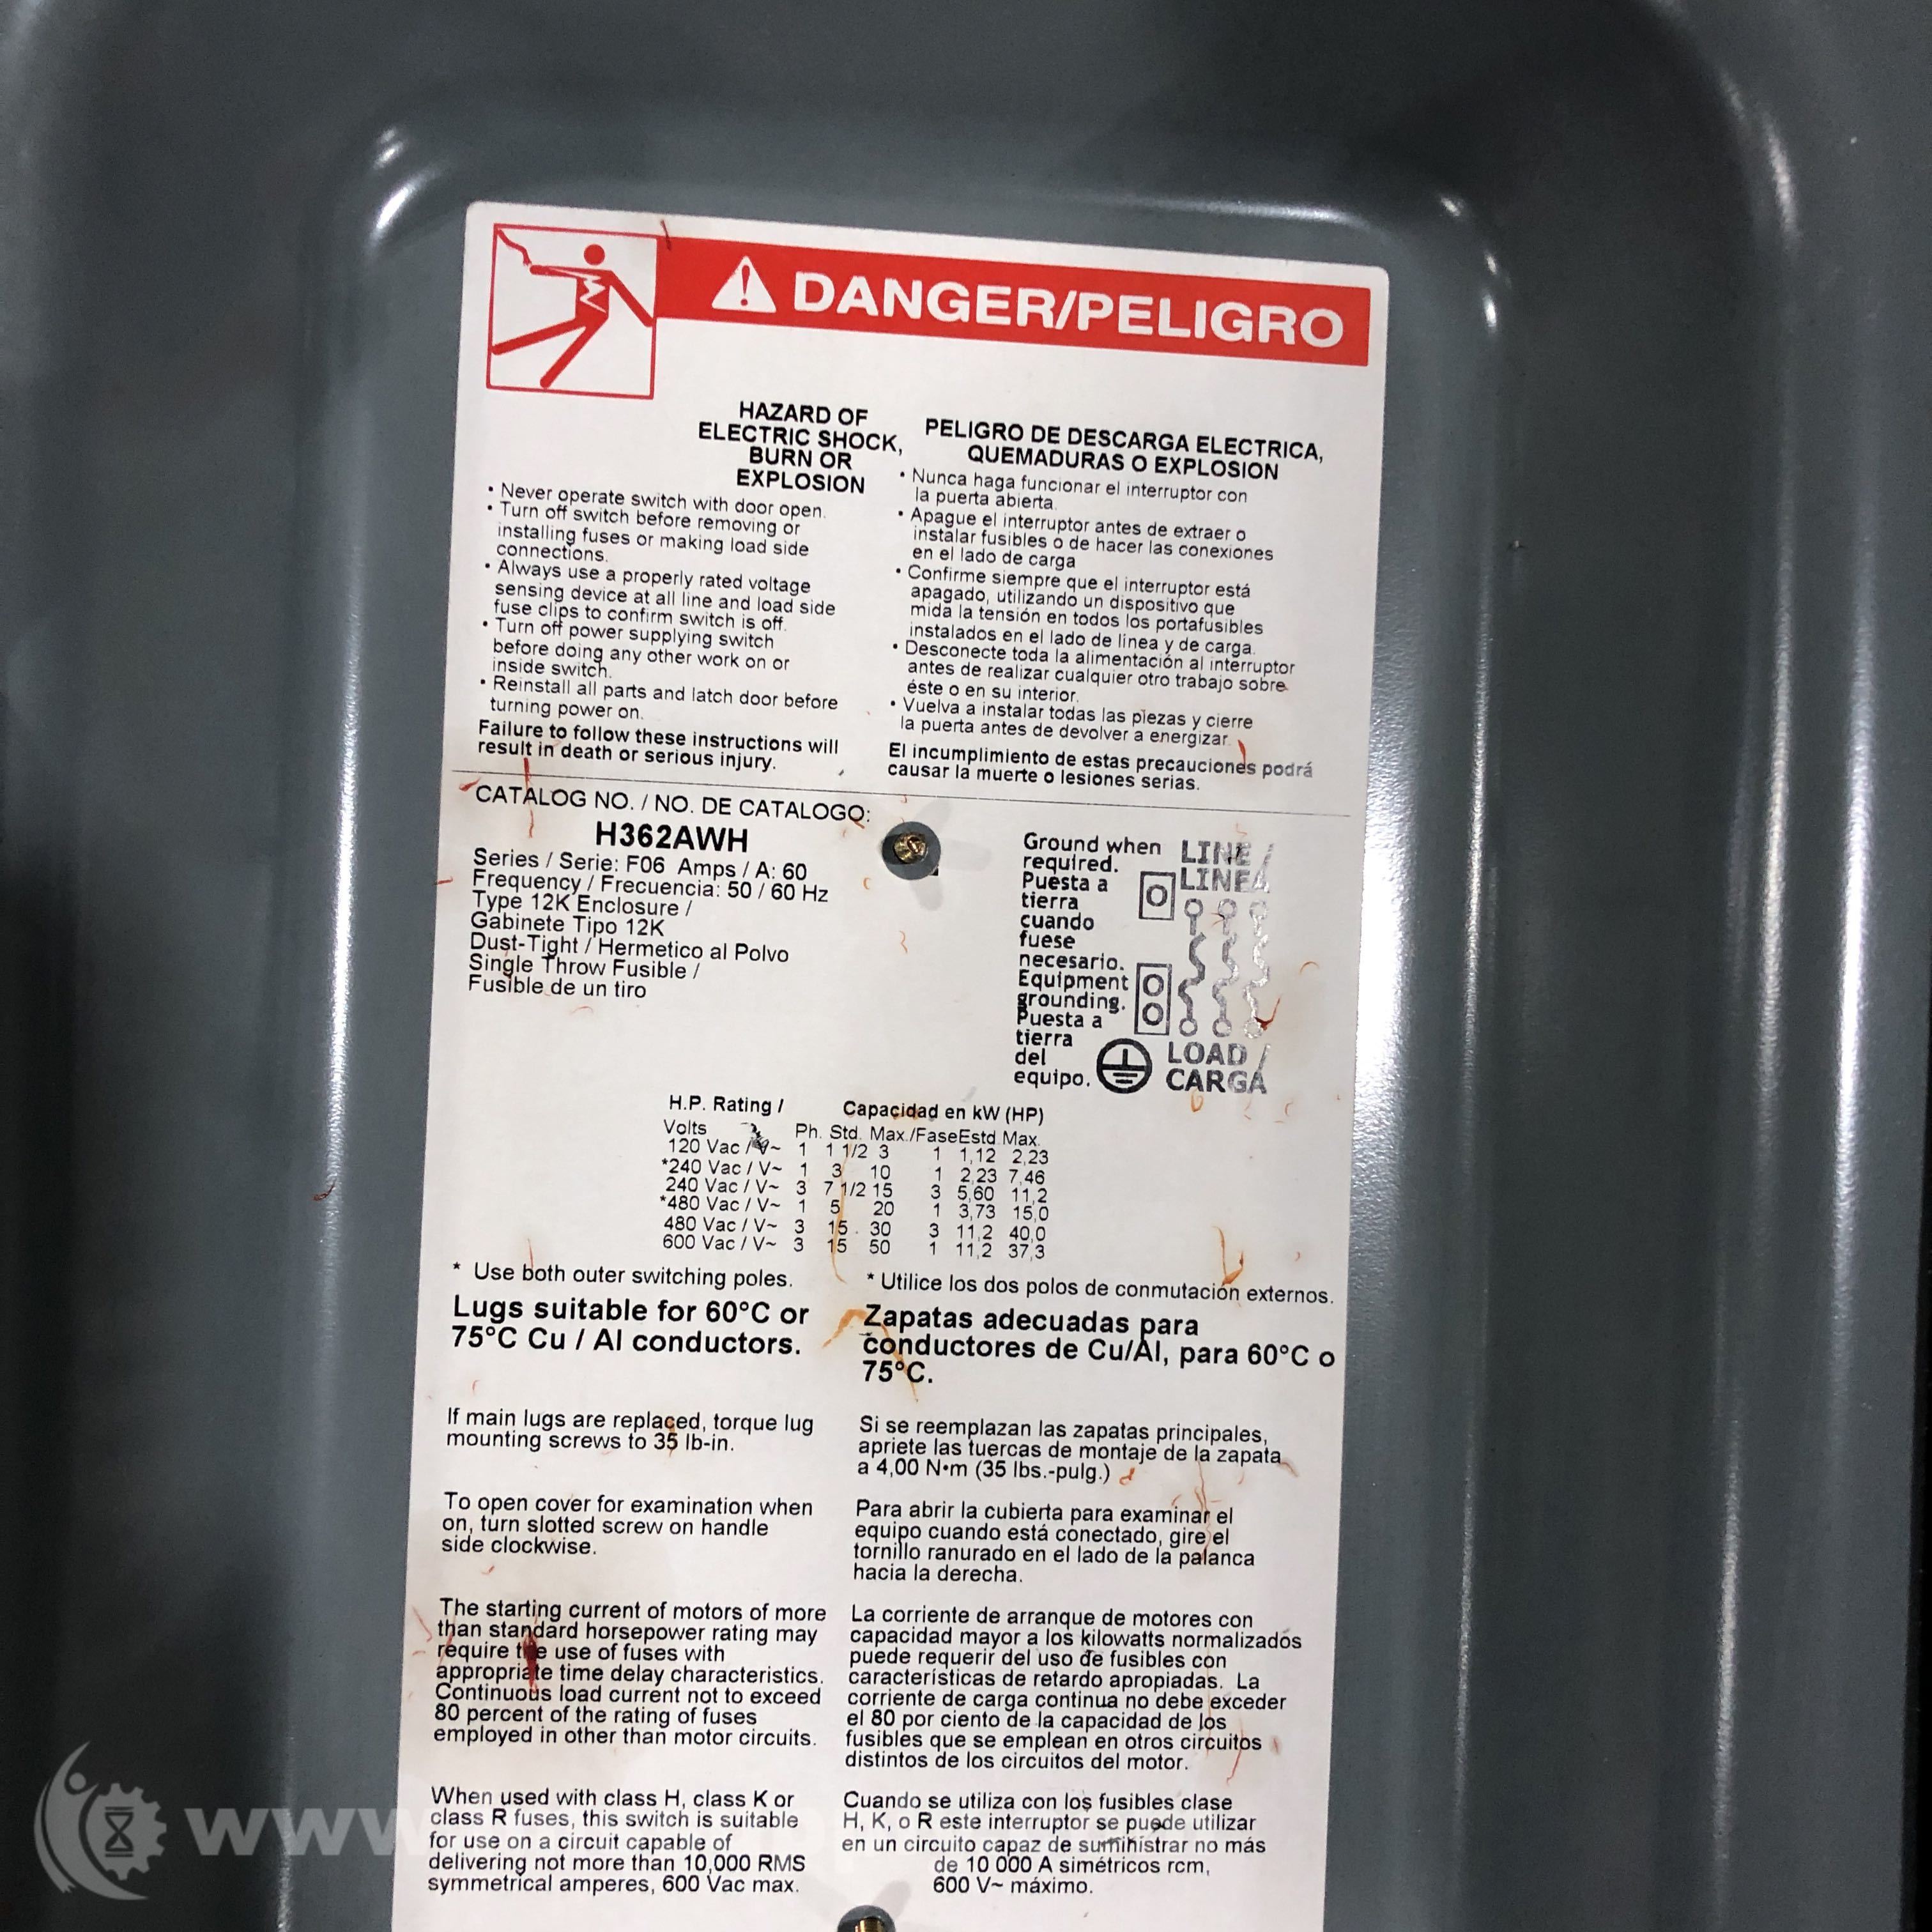 DANGER/PELIGRO
HAZARD OF
ELECTRIC SHOCK,
BURN OR
EXPLOSION
• Never operate switch with door open.
• Turn off switch before removing or
installing fuses or making load side
connections.
• Always use a properly rated voltage
sensing device at all line and load side
fuse clips to confirm switch is off.
• Turn off power supplying switch
before doing any other work on or
inside switch.
• Reinstall all parts and latch door before
turning power on.
Failure to follow these instructions will
result in death or serious injury.
PELIGRO DE DESCARGA ELECTRICA,
QUEMADURAS O EXPLOSION
• Nunca haga funcionar el interruptor con
la puerta abierta.
• Apague el interruptor antes de extraer o
instalar fusibles o de hacer las conexiones
en el lado de carga
• Confirme siempre que el interruptor está
apagado, utilizando un dispositivo que
mida la tensión en todos los portafusibles
instalados en el lado de línea y de carga.
• Desconecte toda la alimentación al interruptor
antes de realizar cualquier otro trabajo sobre
éste o en su interior.
• Vuelva a instalar todas las piezas y cierre
la puerta antes de devolver a energizar.
El incumplimiento de estas precauciones podrá
causar la muerte o lesiones serias.
CATALOG NO. / NO. DE CATALOGO:
H362AWH
Series / Serie: F06 Amps / A: 60
Frequency / Frecuencia: 50 / 60 Hz
Type 12K Enclosure /
Gabinete Tipo 12K
Dust-Tight / Hermetico al Polvo
Single Throw Fusible /
Fusible de un tiro
Ground when
required.
Puesta a
tierra
cuando
fuese
necesario.
Equipment
grounding.
Puesta a
tierra
del
equipo.
LINE /
LINEA
LOAD /
CARGA
H.P. Rating / Capacidad en kW (HP)
Volts Ph. Std. Max./Fase Estd Max.
120 Vac / V~ 1 1 1/2 3 1 1,12 2,23
*240 Vac / V~ 1 3 10 1 2,23 7,46
240 Vac / V~ 3 7 1/2 15 3 5,60 11,2
*480 Vac / V~ 1 5 20 1 3,73 15,0
480 Vac / V~ 3 15 30 3 11,2 40,0
600 Vac / V~ 3 15 50 1 11,2 37,3
* Use both outer switching poles.
* Utilice los dos polos de conmutación externos.
Lugs suitable for 60°C or
75°C Cu / Al conductors.
Zapatas adecuadas para
conductores de Cu/Al, para 60°C o
75°C.
If main lugs are replaced, torque lug
mounting screws to 35 lb-in.
Si se reemplazan las zapatas principales,
apriete las tuercas de montaje de la zapata
a 4,00 N•m (35 lbs.-pulg.)
To open cover for examination when
on, turn slotted screw on handle
side clockwise.
Para abrir la cubierta para examinar el
equipo cuando está conectado, gire el
tornillo ranurado en el lado de la palanca
hacia la derecha.
The starting current of motors of more
than standard horsepower rating may
require the use of fuses with
appropriate time delay characteristics.
Continuous load current not to exceed
80 percent of the rating of fuses
employed in other than motor circuits.
La corriente de arranque de motores con
capacidad mayor a los kilowatts normalizados
puede requerir del uso de fusibles con
características de retardo apropiadas. La
corriente de carga continua no debe exceder
el 80 por ciento de la capacidad de los
fusibles que se emplean en otros circuitos
distintos de los circuitos del motor.
When used with class H, class K or
class R fuses, this switch is suitable
for use on a circuit capable of
delivering not more than 10,000 RMS
symmetrical amperes, 600 Vac max.
Cuando se utiliza con los fusibles clase
H, K, o R este interruptor se puede utilizar
en un circuito capaz de suministrar no más
de 10 000 A simétricos rcm,
600 V~ máximo.
www